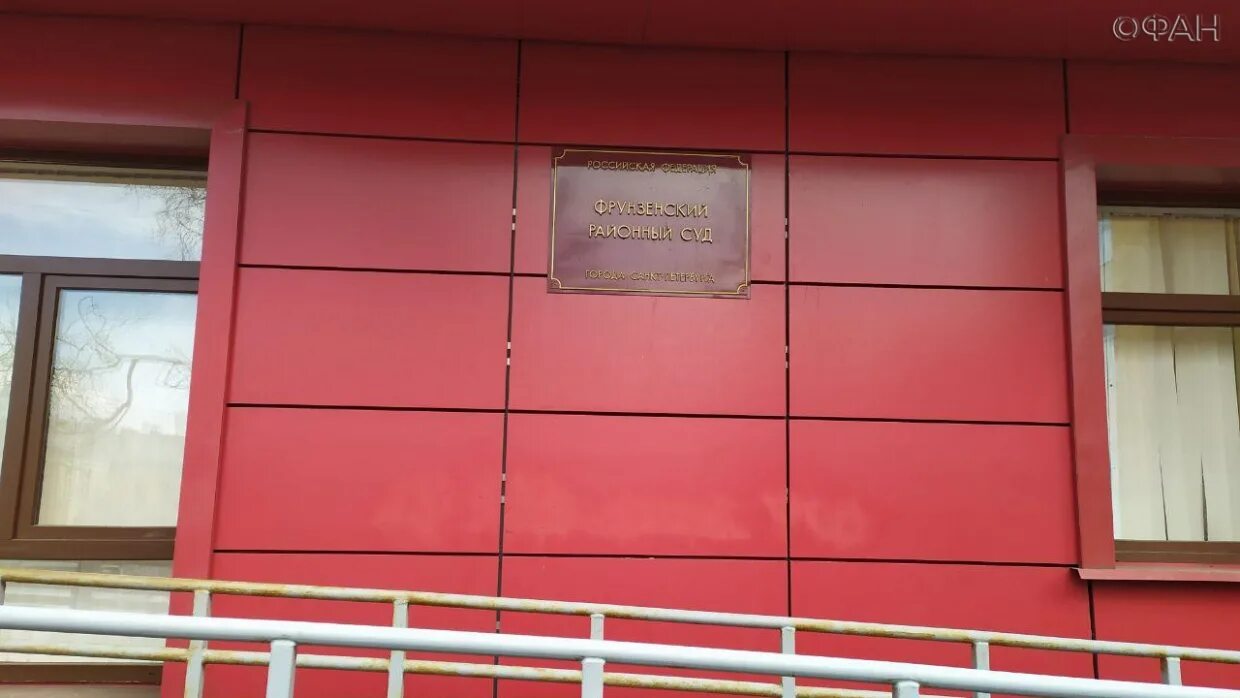 ©ФАН
РОССИЙСКАЯ ФЕДЕРАЦИЯ
ФРУНЗЕНСКИЙ
РАЙОННЫЙ СУД
ГОРОДА САНКТ-ПЕТЕРБУРГА